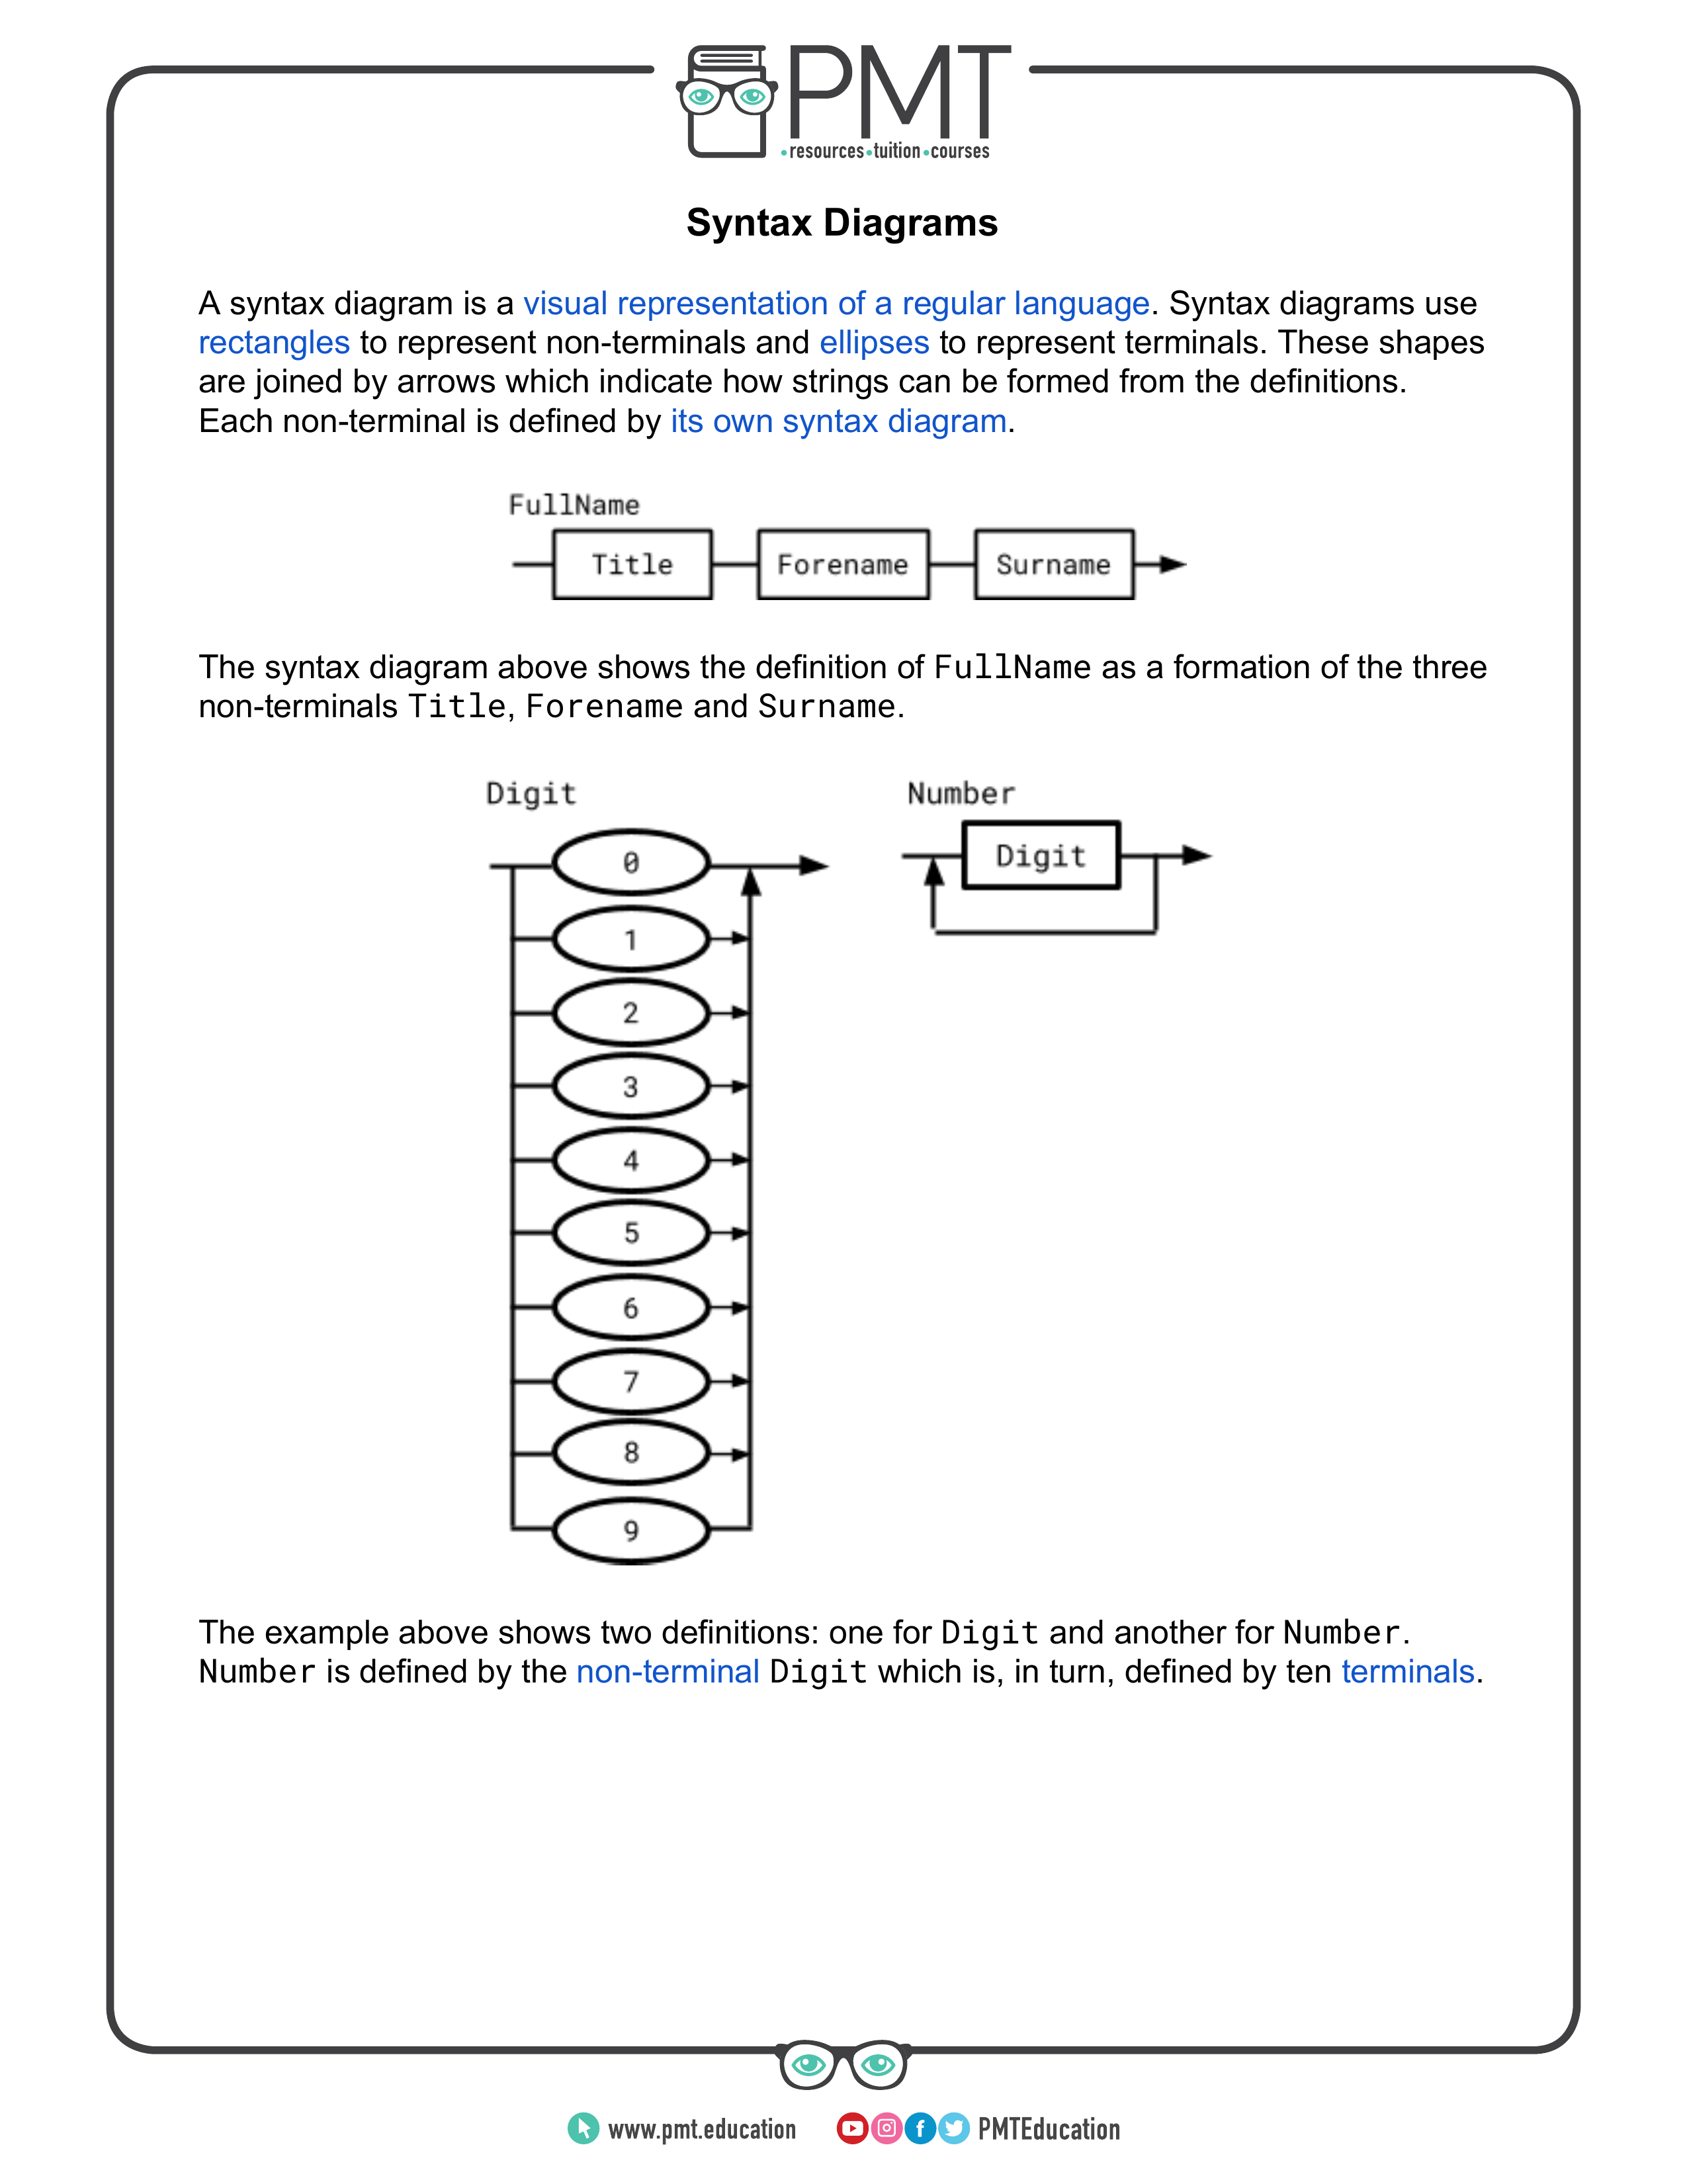 PMT
•resources•tuition•courses
Syntax Diagrams
A syntax diagram is a visual representation of a regular language. Syntax diagrams use
rectangles to represent non-terminals and ellipses to represent terminals. These shapes
are joined by arrows which indicate how strings can be formed from the definitions.
Each non-terminal is defined by its own syntax diagram.
FullName
Title Forename Surname
The syntax diagram above shows the definition of FullName as a formation of the three
non-terminals Title, Forename and Surname.
Digit
0
1
2
3
4
5
6
7
8
9
Number
Digit
The example above shows two definitions: one for Digit and another for Number.
Number is defined by the non-terminal Digit which is, in turn, defined by ten terminals.
www.pmt.education PMTEducation